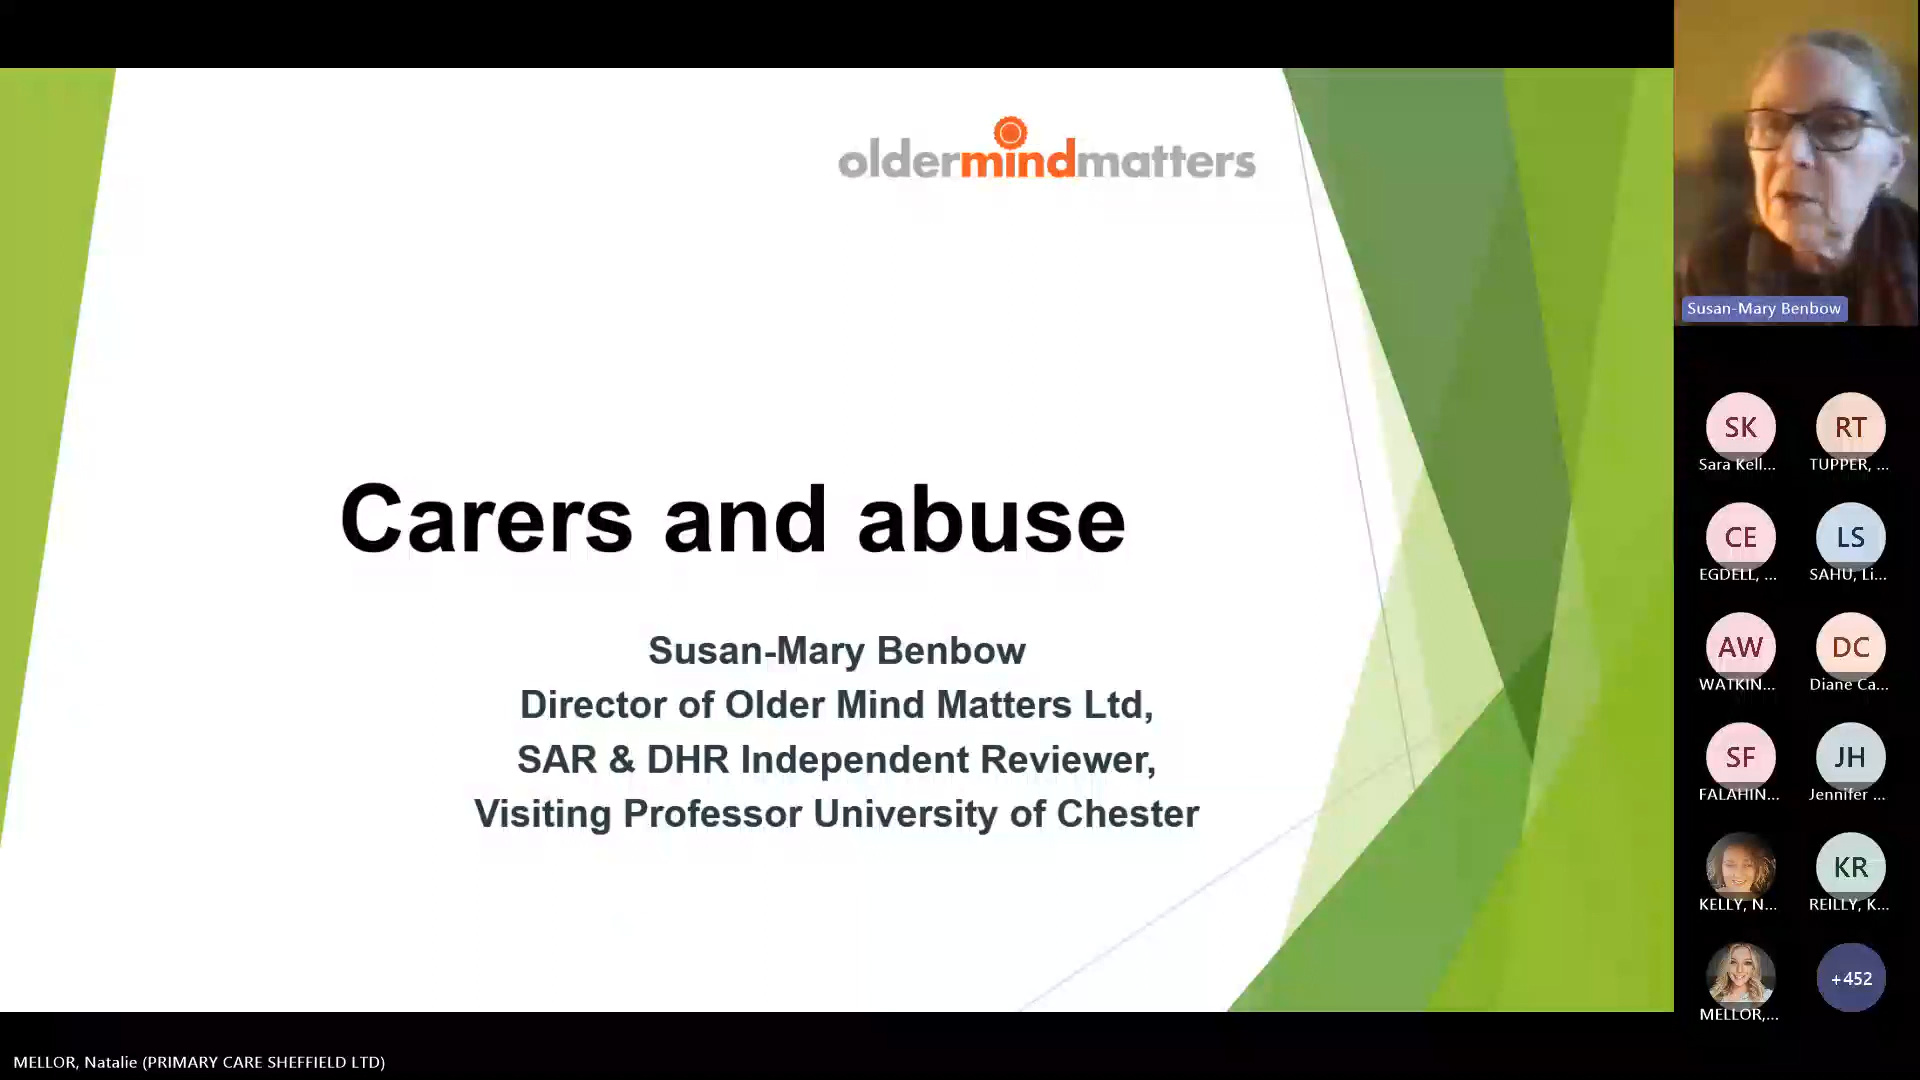 oldermindmatters
Carers and abuse
Susan-Mary Benbow
Director of Older Mind Matters Ltd,
SAR & DHR Independent Reviewer,
Visiting Professor University of Chester
Susan-Mary Benbow
SK
Sara Kell...
RT
TUPPER, ...
CE
EGDELL, ...
LS
SAHU, Li...
AW
WATKIN...
DC
Diane Ca...
SF
FALAHIN...
JH
Jennifer ...
KELLY, N...
KR
REILLY, K...
MELLOR,...
+452
MELLOR, Natalie (PRIMARY CARE SHEFFIELD LTD)